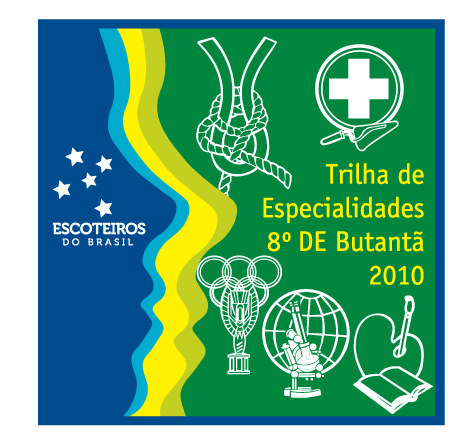 Trilha de
Especialidades
8º DE Butantã
2010
ESCOTEIROS
DO BRASIL